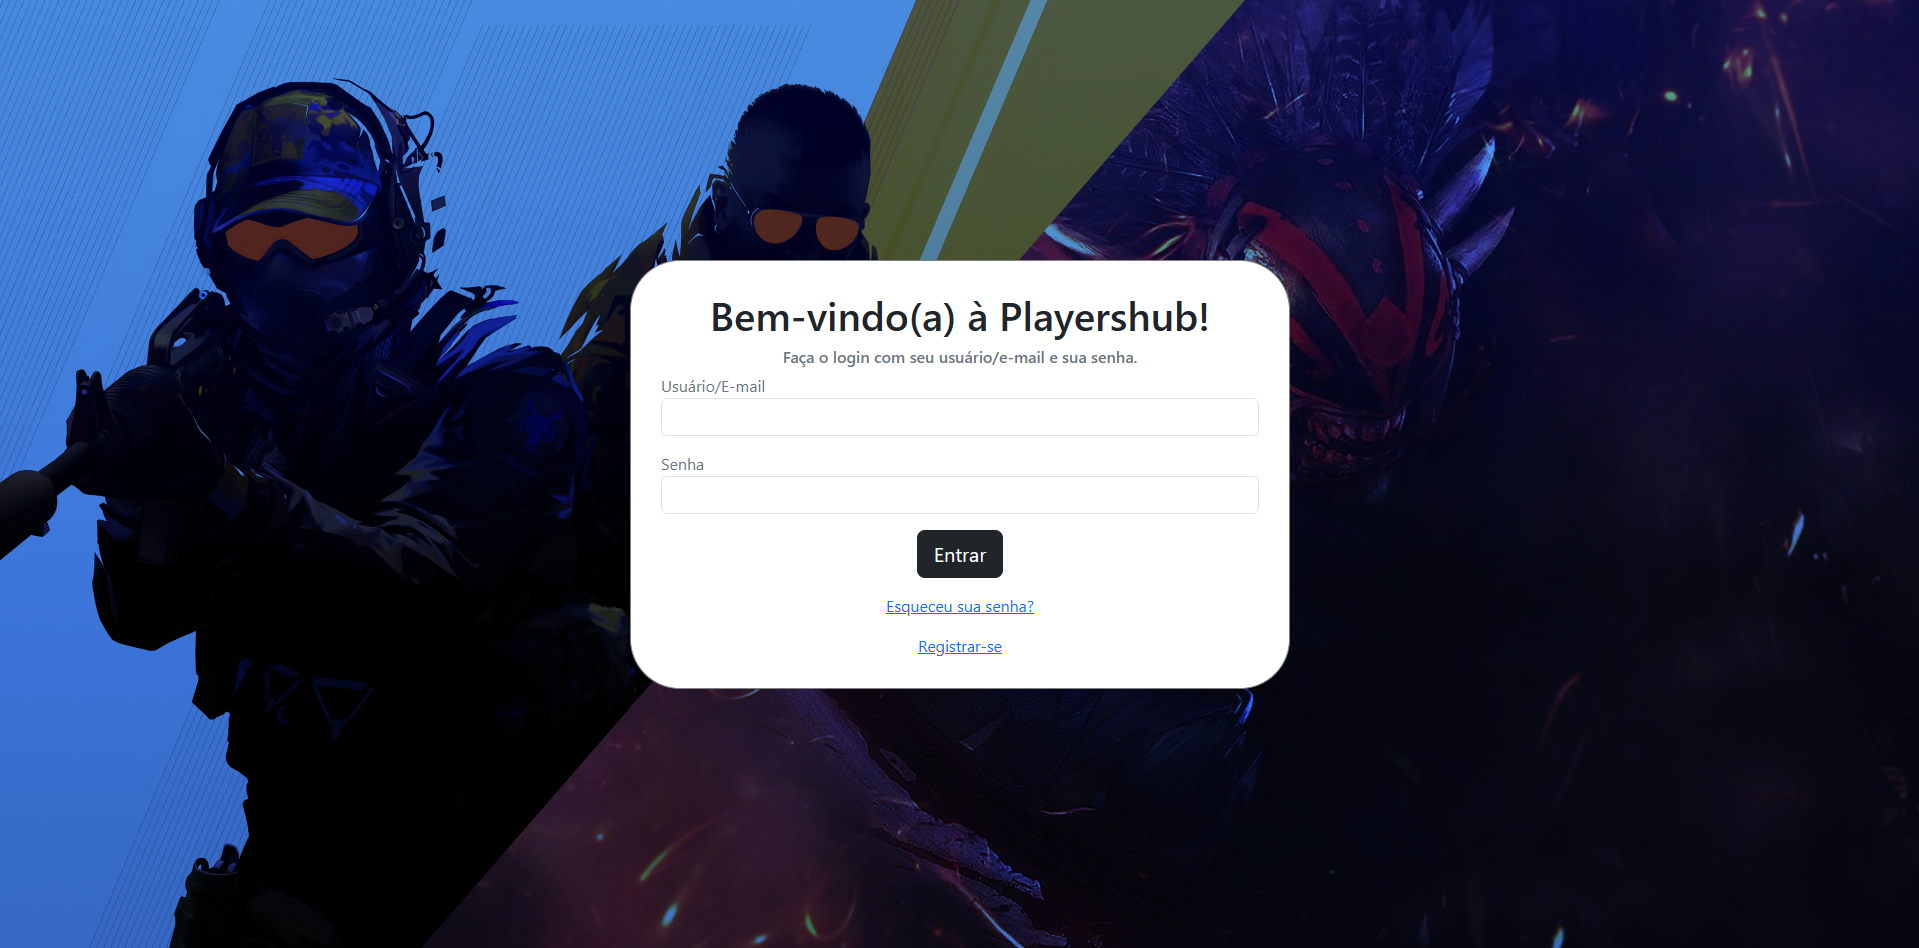 Bem-vindo(a) à Playershub!
Faça o login com seu usuário/e-mail e sua senha.
Usuário/E-mail
Senha
Entrar
Esqueceu sua senha?
Registrar-se